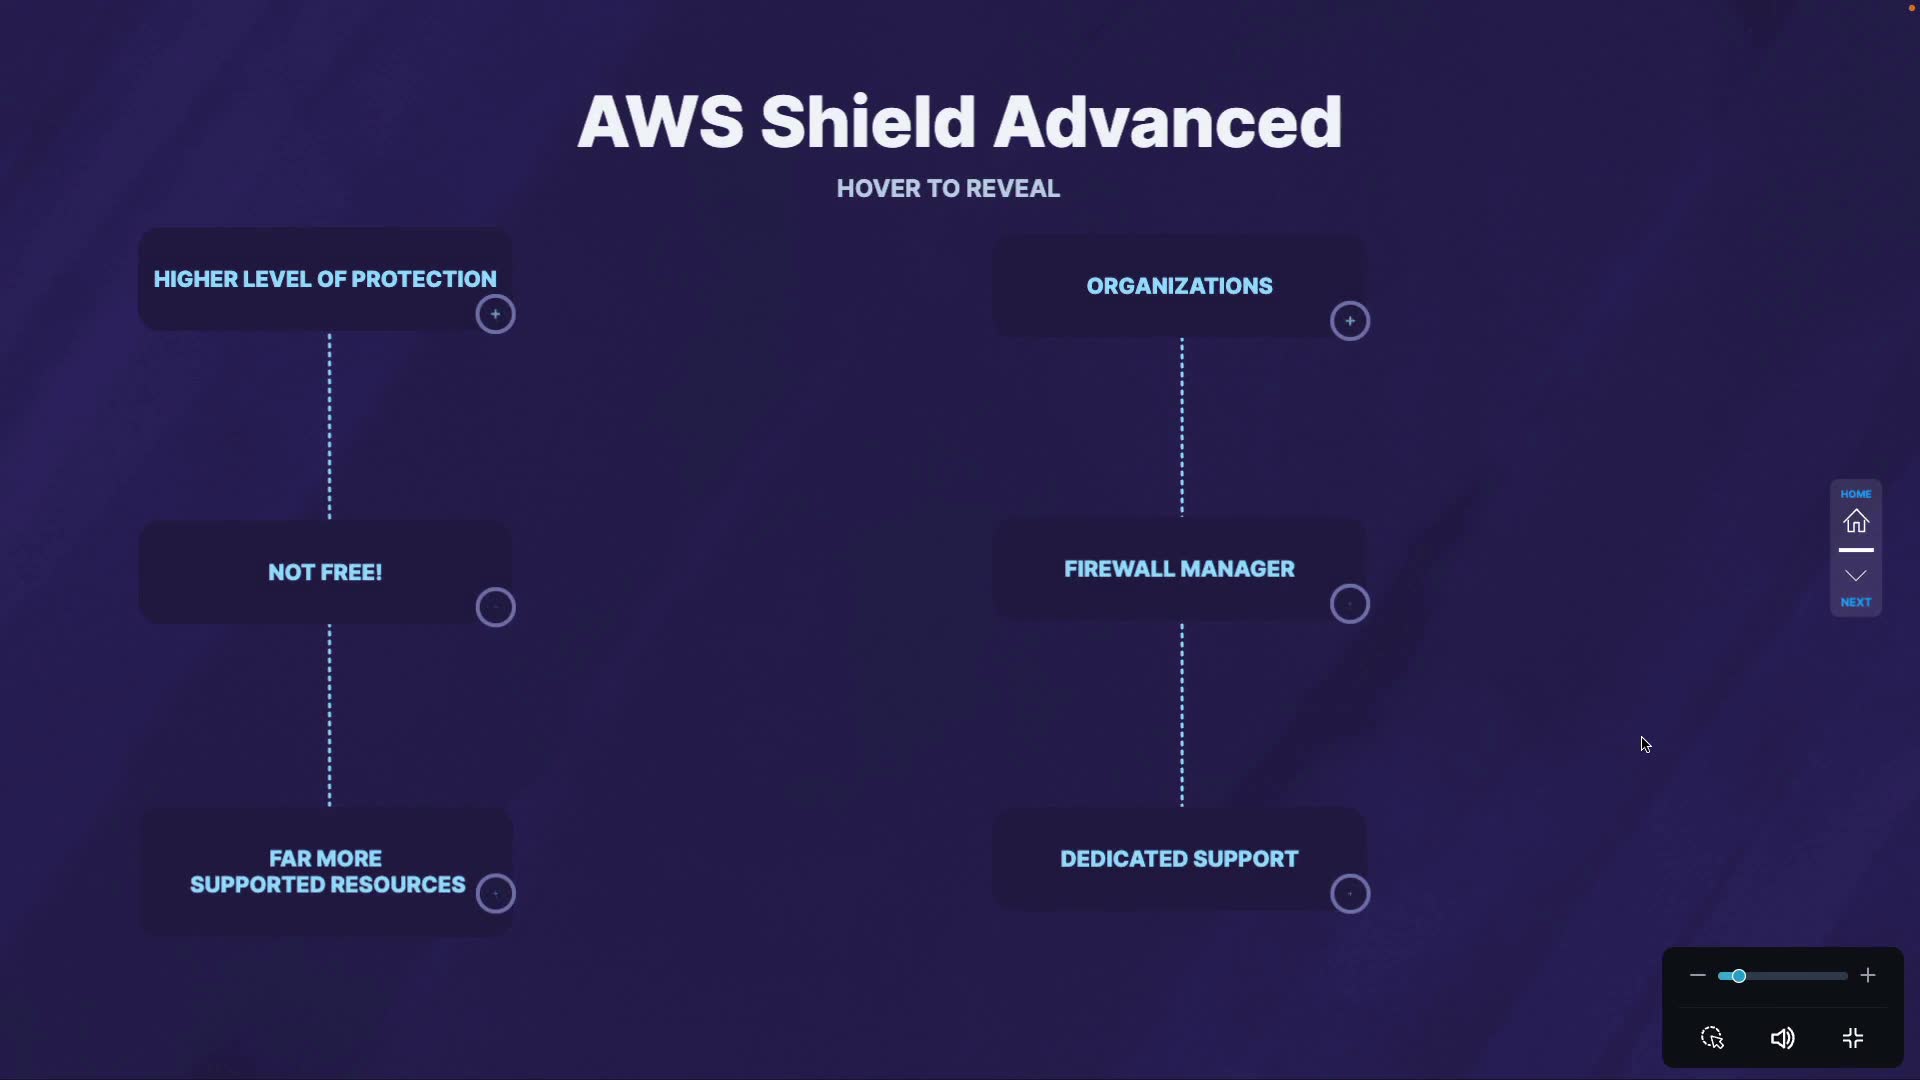 AWS Shield Advanced
HOVER TO REVEAL
HIGHER LEVEL OF PROTECTION
NOT FREE!
FAR MORE
SUPPORTED RESOURCES
ORGANIZATIONS
FIREWALL MANAGER
DEDICATED SUPPORT
HOME
NEXT